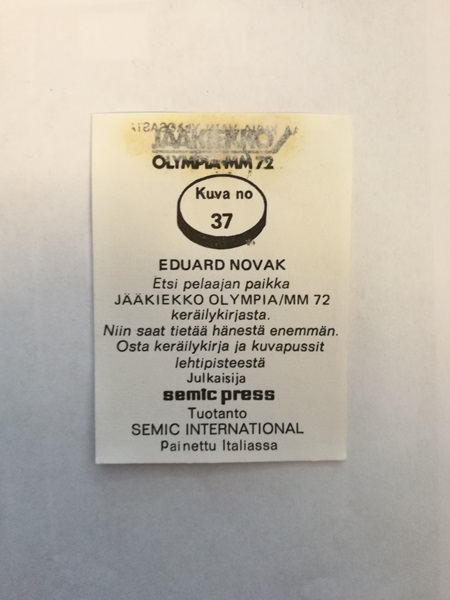 JÄÄKIEKKO
OLYMPIA/MM 72
Kuva no
37
EDUARD NOVAK
Etsi pelaajan paikka
JÄÄKIEKKO OLYMPIA/MM 72
keräilykirjasta.
Niin saat tietää hänestä enemmän.
Osta keräilykirja ja kuvapussit
lehtipisteestä
Julkaisija
semic press
Tuotanto
SEMIC INTERNATIONAL
Painettu Italiassa